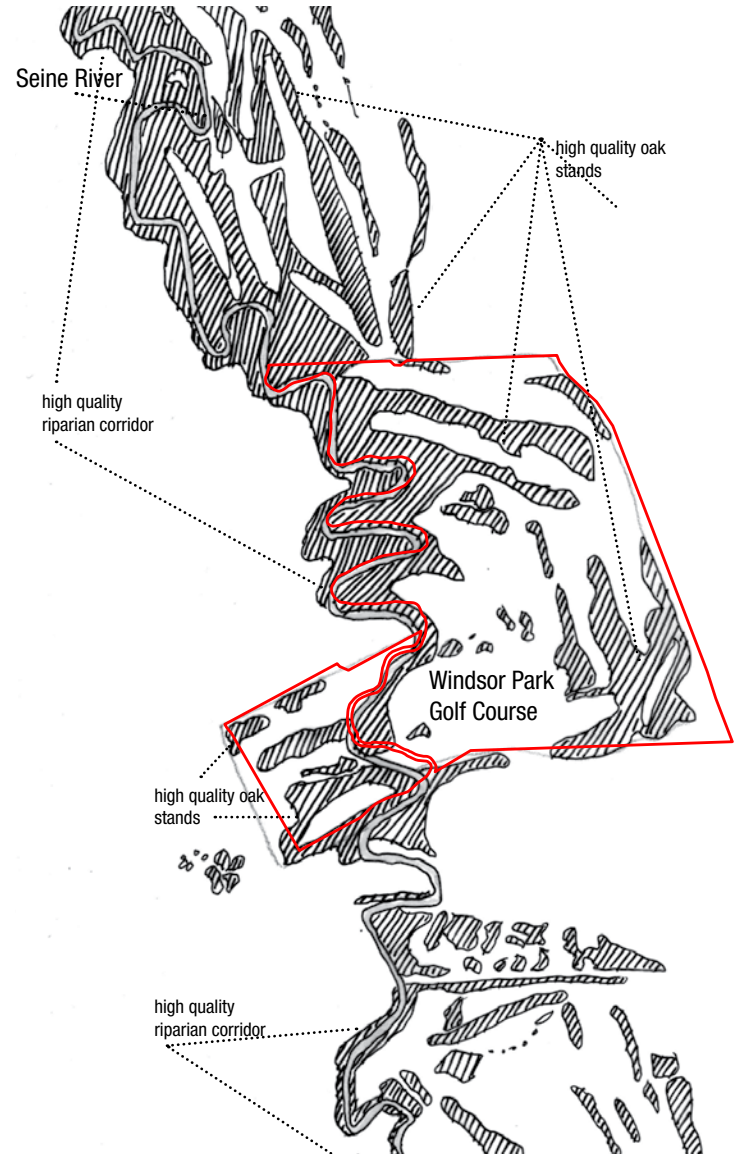 Seine River
high quality oak
stands
high quality
riparian corridor
Windsor Park
Golf Course
high quality oak
stands
high quality
riparian corridor